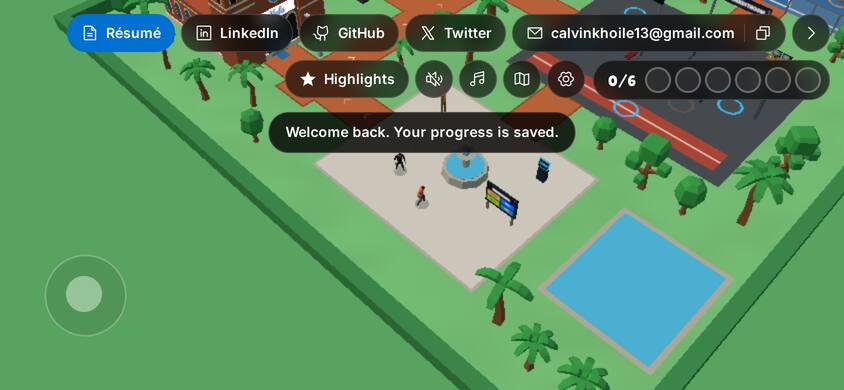 Résumé
LinkedIn
GitHub
Twitter
calvinkhoile13@gmail.com
Highlights
0/6
Welcome back. Your progress is saved.